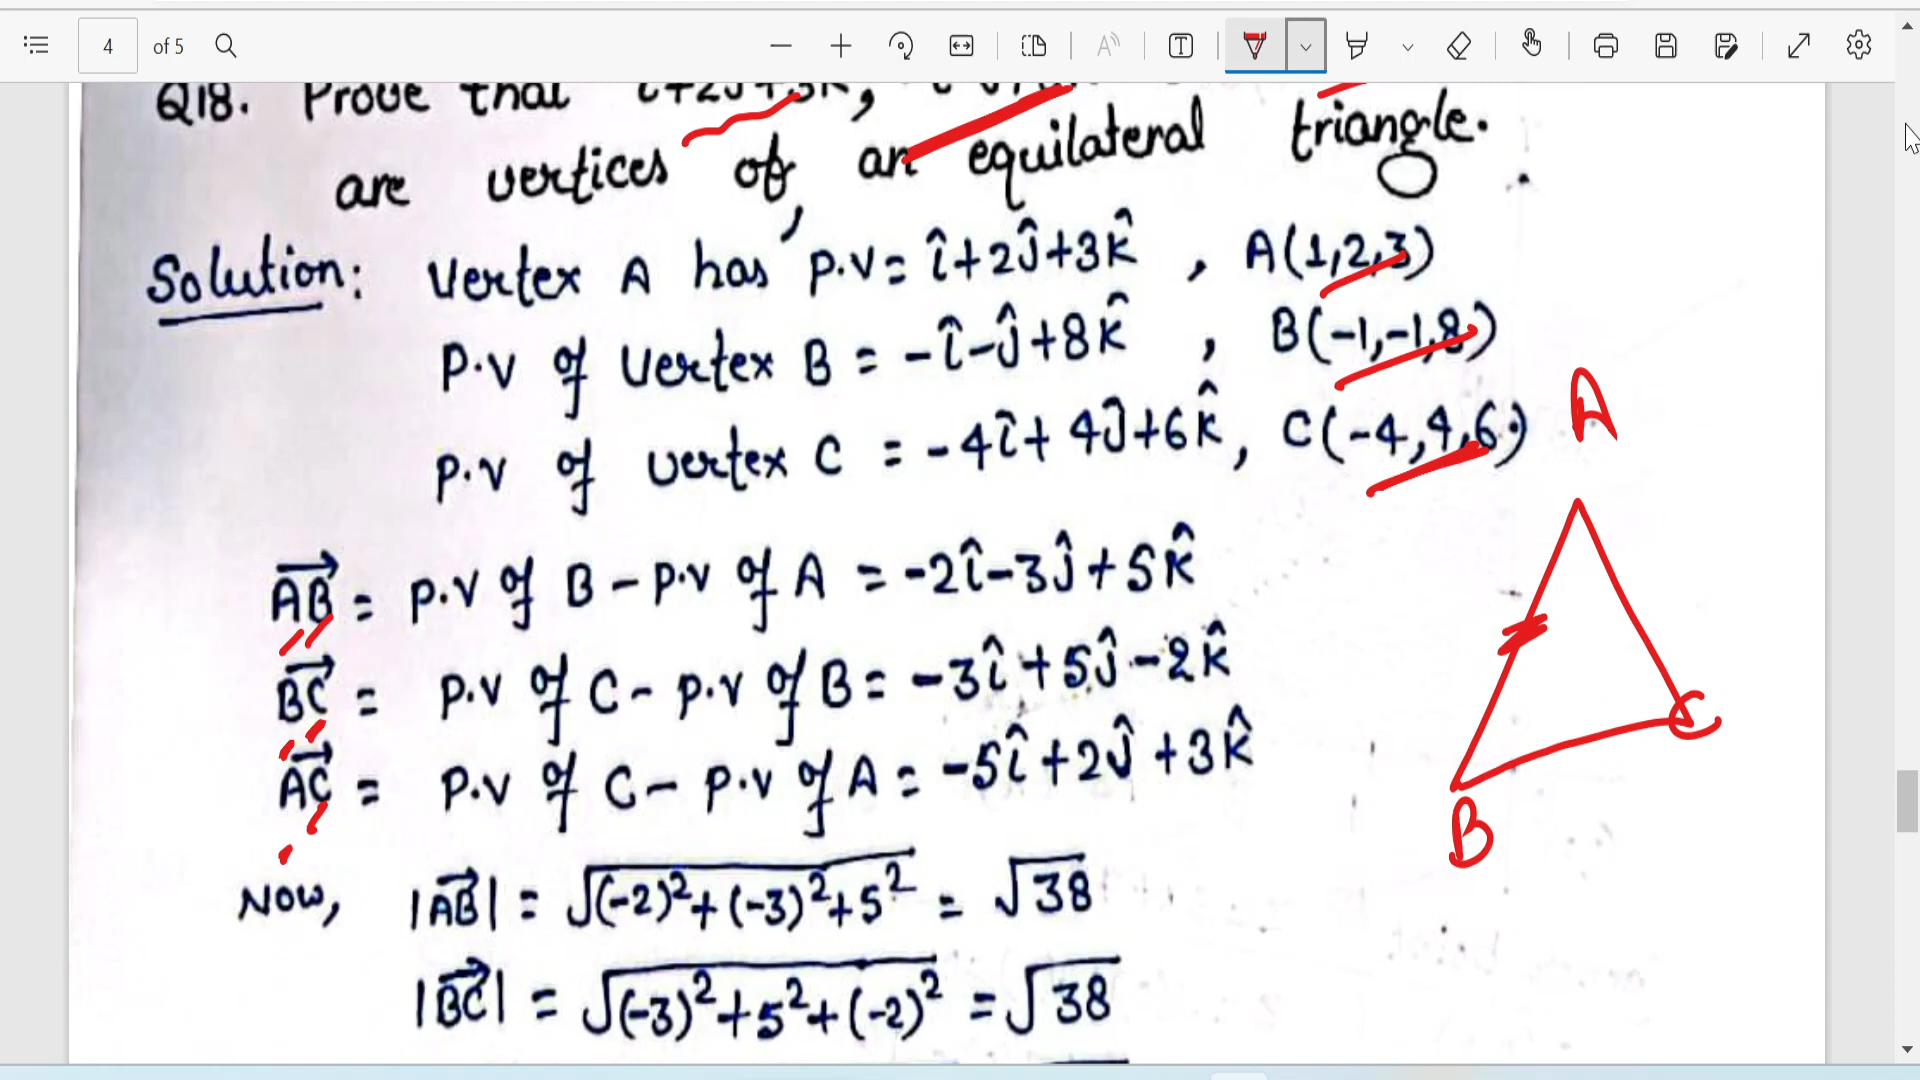 4 of 5
Q18. Prove that i+2j+3k,
are vertices of an equilateral triangle.
Solution: Vertex A has p.v = î+2ĵ+3k̂ , A(1,2,3)
P.V of vertex B = -î-ĵ+8k̂ , B(-1,-1,8)
P.V of vertex C = -4î+4ĵ+6k̂, C(-4,4,6)
A
AB→ = P.V of B - P.V of A = -2î-3ĵ+5k̂
BC→ = P.V of C - P.V of B = -3î+5ĵ-2k̂
C
AC→ = P.V of C - P.V of A = -5î+2ĵ+3k̂
B
Now, |AB→| = √(-2)²+(-3)²+5² = √38
|BC→| = √(-3)²+5²+(-2)² = √38